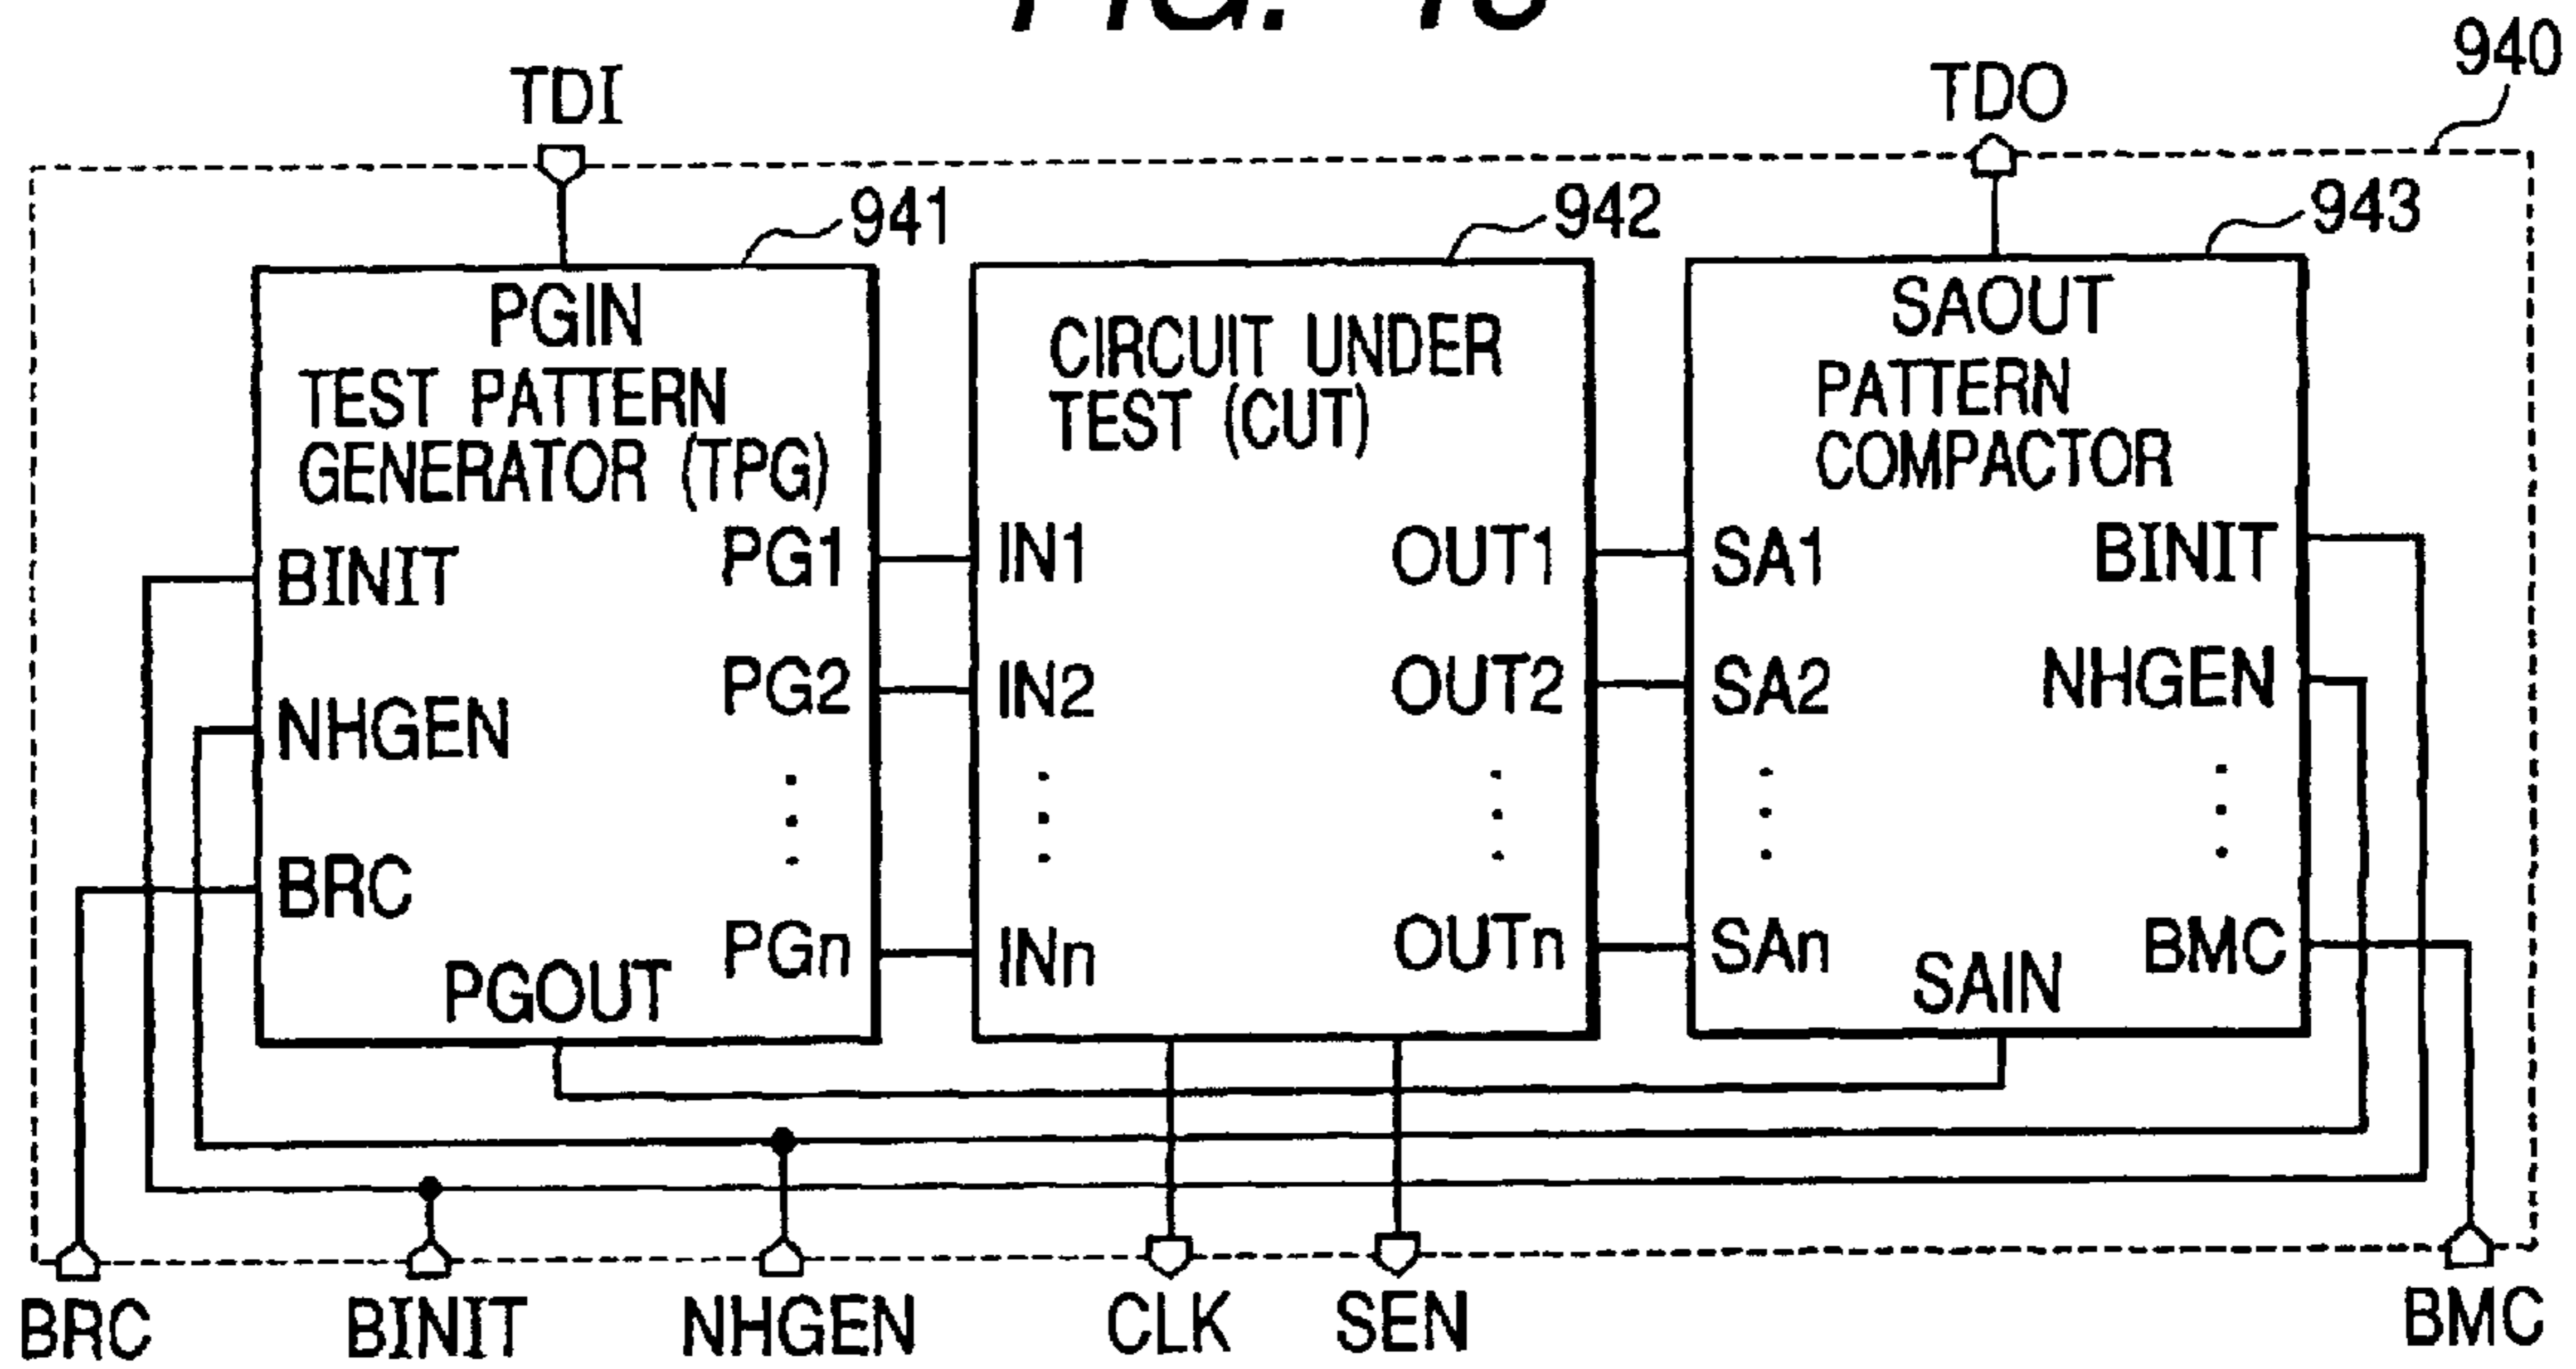 FIG.
940
TDI
TDO
941
942
943
PGIN
TEST PATTERN
GENERATOR (TPG)
BINIT
NHGEN
BRC
PG1
PG2
PGn
PGOUT
CIRCUIT UNDER
TEST (CUT)
IN1
IN2
INn
OUT1
OUT2
OUTn
SAOUT
PATTERN
COMPACTOR
SA1
SA2
SAn
BINIT
NHGEN
BMC
SAIN
BRC
BINIT
NHGEN
CLK
SEN
BMC